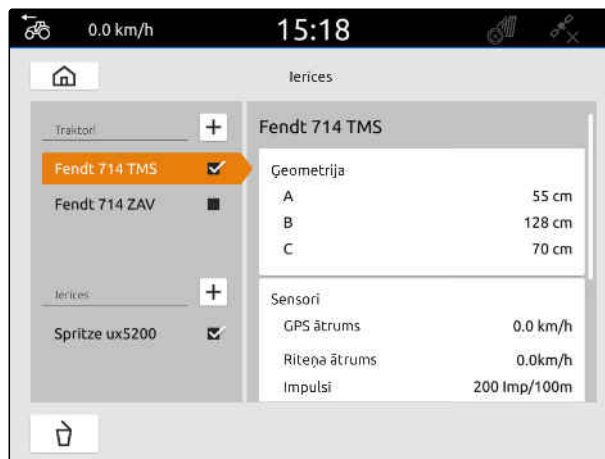 0.0 km/h
15:18
Ierīces
Traktori
Fendt 714 TMS
Fendt 714 ZAV
Ierīces
Spritze ux5200
Fendt 714 TMS
Ģeometrija
A 55 cm
B 128 cm
C 70 cm
Sensori
GPS ātrums 0.0 km/h
Riteņa ātrums 0.0km/h
Impulsi 200 Imp/100m